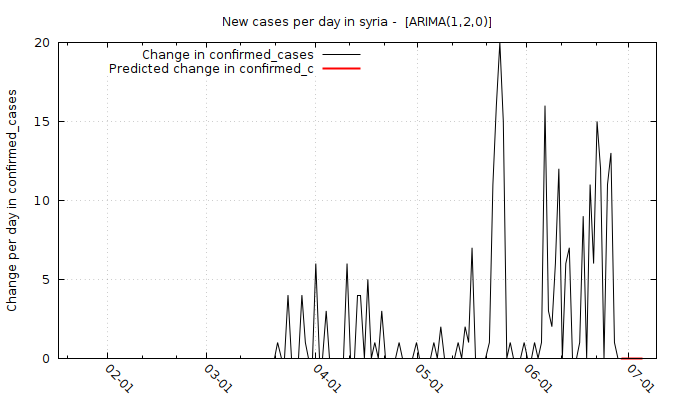 New cases per day in syria -  [ARIMA(1,2,0)]
Change in confirmed_cases
Predicted change in confirmed_c
Change per day in confirmed_cases
20
15
10
5
0
02-01
03-01
04-01
05-01
06-01
07-01